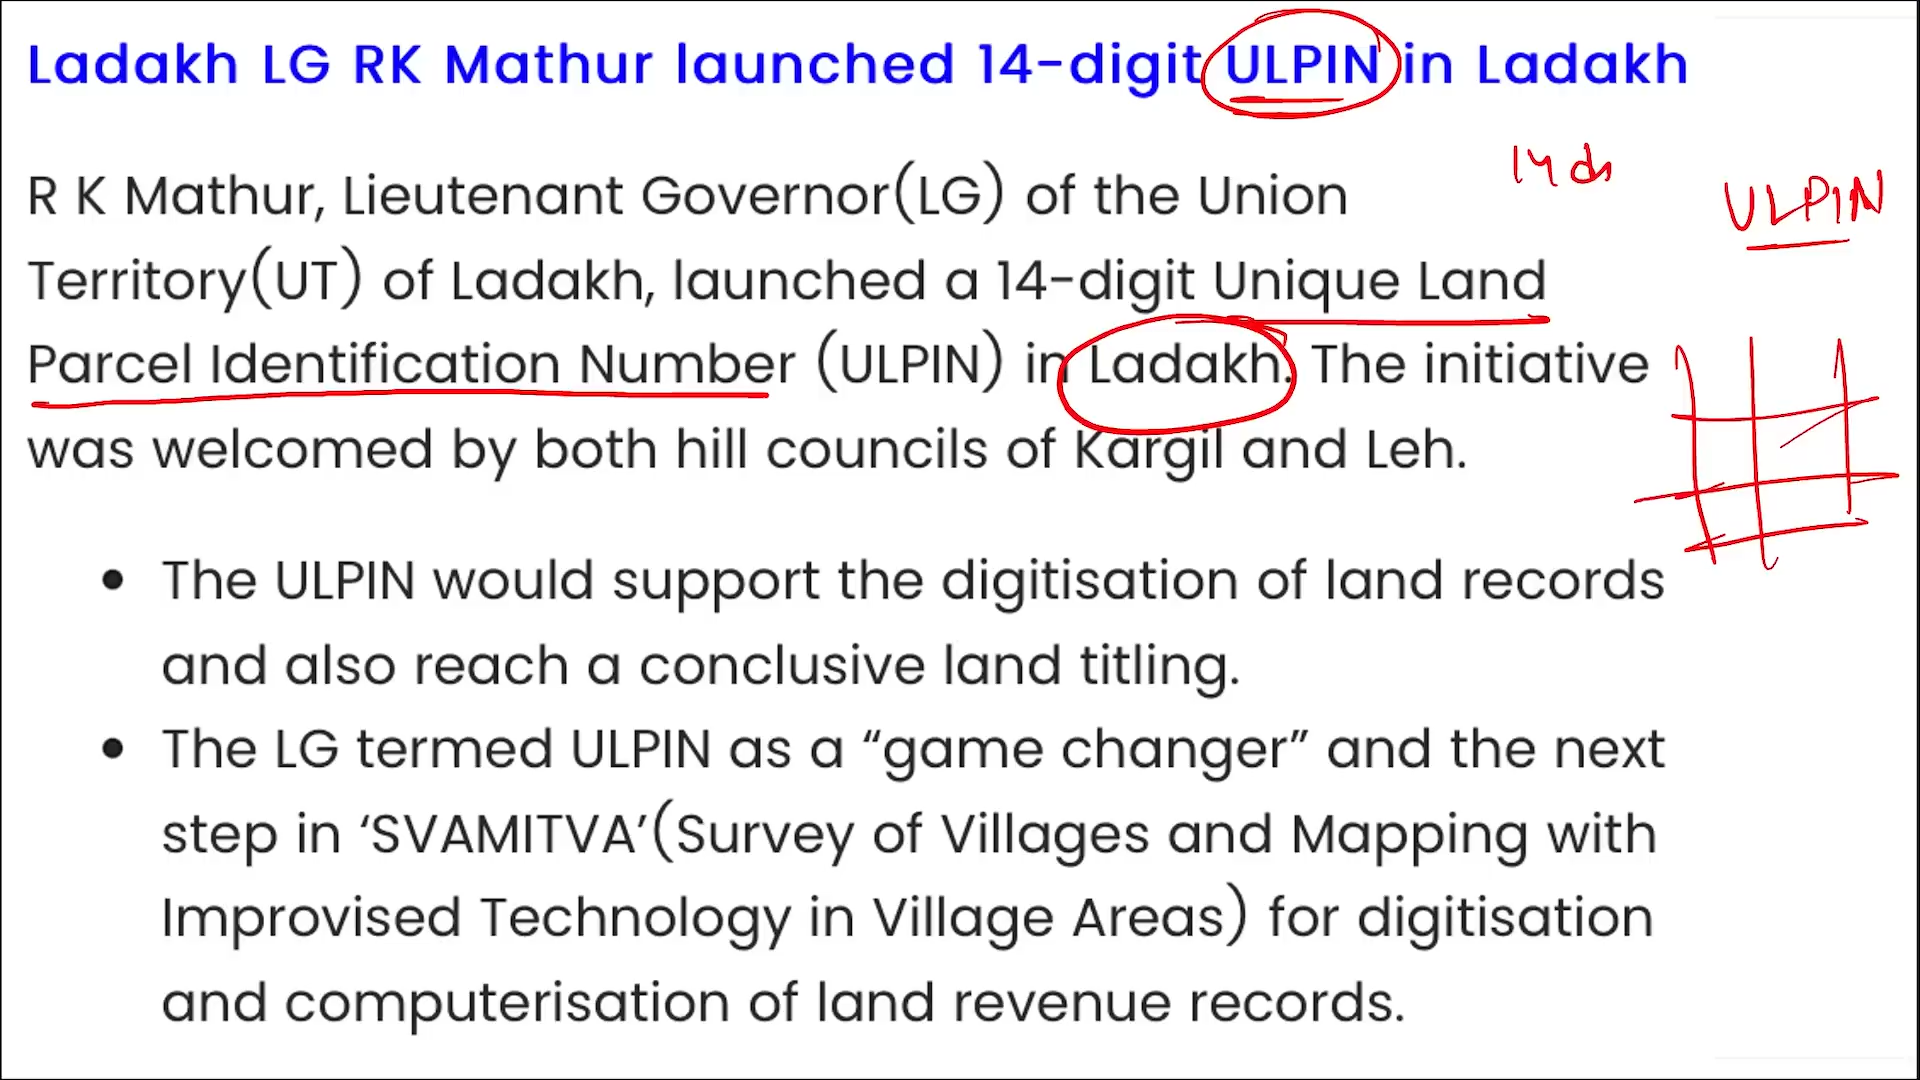 Ladakh LG RK Mathur launched 14-digit ULPIN in Ladakh
14 d
ULPIN
R K Mathur, Lieutenant Governor(LG) of the Union
Territory(UT) of Ladakh, launched a 14-digit Unique Land
Parcel Identification Number (ULPIN) in Ladakh. The initiative
was welcomed by both hill councils of Kargil and Leh.
• The ULPIN would support the digitisation of land records
and also reach a conclusive land titling.
• The LG termed ULPIN as a “game changer” and the next
step in ‘SVAMITVA’(Survey of Villages and Mapping with
Improvised Technology in Village Areas) for digitisation
and computerisation of land revenue records.